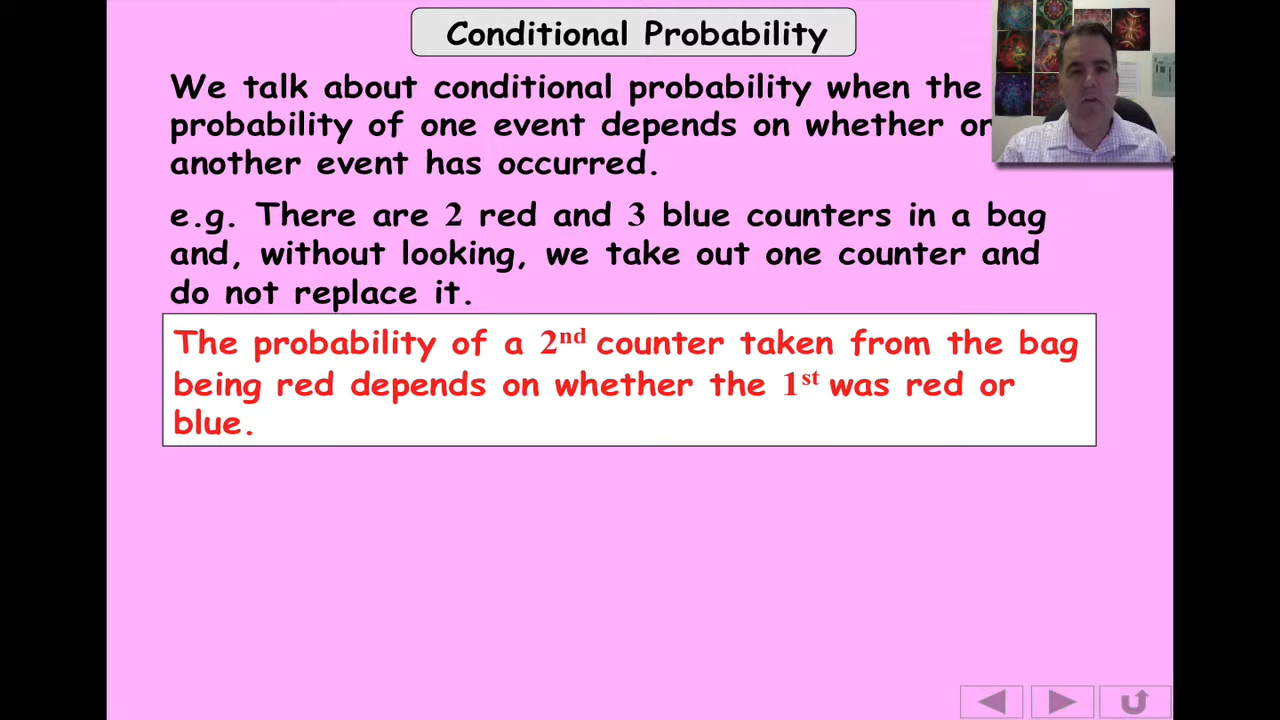 Conditional Probability
We talk about conditional probability when the
probability of one event depends on whether or
another event has occurred.
e.g. There are 2 red and 3 blue counters in a bag
and, without looking, we take out one counter and
do not replace it.
The probability of a 2nd counter taken from the bag
being red depends on whether the 1st was red or
blue.